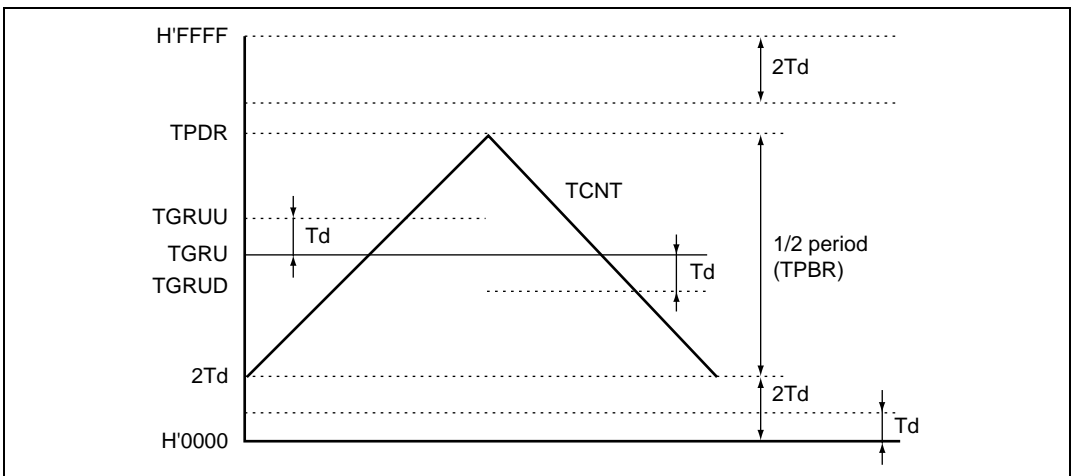 H'FFFF
2Td
TPDR
TCNT
TGRUU
Td
TGRU
1/2 period
(TPBR)
Td
TGRUD
2Td
2Td
Td
H'0000